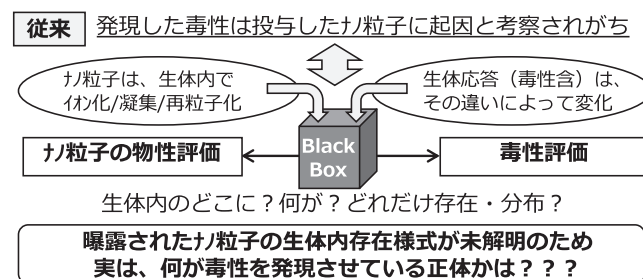 従来 発現した毒性は投与したﾅﾉ粒子に起因と考察されがち
ﾅﾉ粒子は、生体内で
ｲｵﾝ化/凝集/再粒子化
生体応答（毒性含）は、
その違いによって変化
ﾅﾉ粒子の物性評価
Black
Box
毒性評価
生体内のどこに？何が？どれだけ存在・分布？
曝露されたﾅﾉ粒子の生体内存在様式が未解明のため
実は、何が毒性を発現させている正体かは？？？